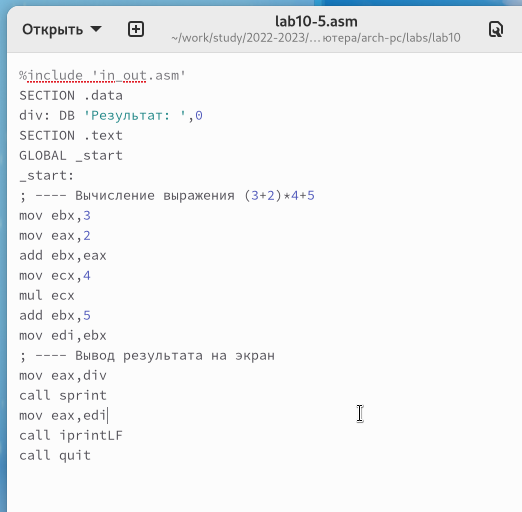 Открыть
lab10-5.asm
~/work/study/2022-2023/... ютера/arch-pc/labs/lab10
%include 'in_out.asm'
SECTION .data
div: DB 'Результат: ',0
SECTION .text
GLOBAL _start
_start:
; ---- Вычисление выражения (3+2)*4+5
mov ebx,3
mov eax,2
add ebx,eax
mov ecx,4
mul ecx
add ebx,5
mov edi,ebx
; ---- Вывод результата на экран
mov eax,div
call sprint
mov eax,edi
call iprintLF
call quit